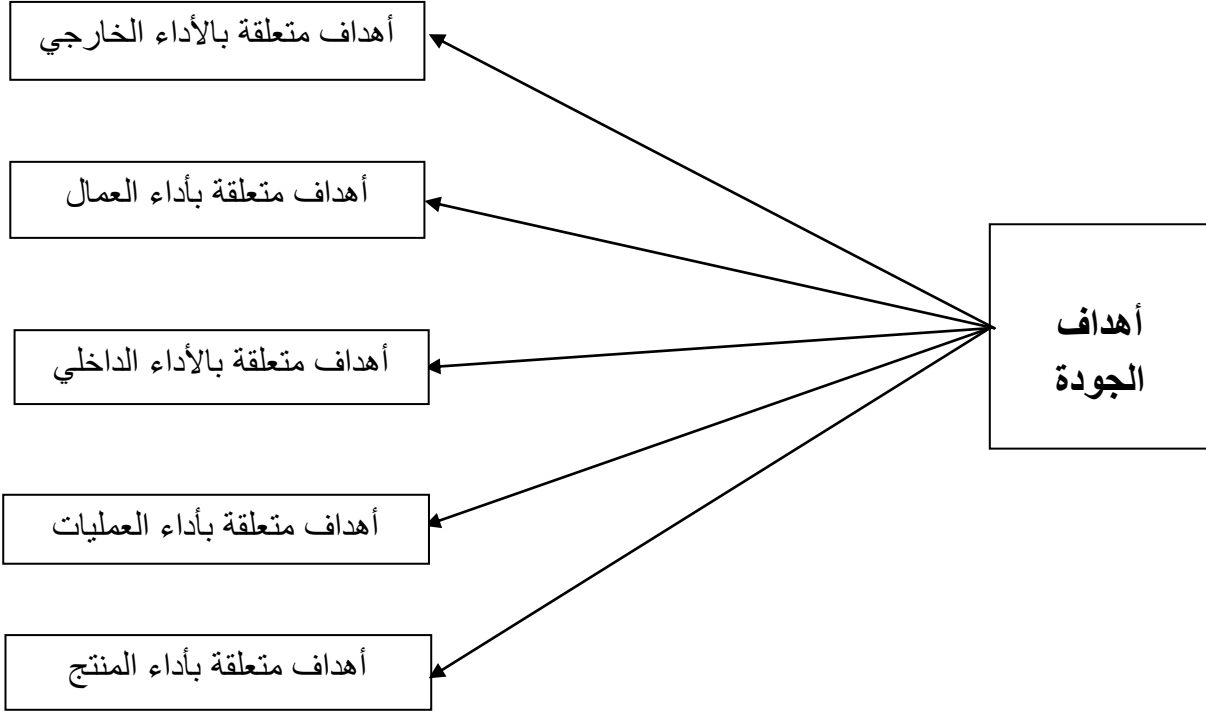 أهداف
الجودة
أهداف متعلقة بالأداء الخارجي
أهداف متعلقة بأداء العمال
أهداف متعلقة بالأداء الداخلي
أهداف متعلقة بأداء العمليات
أهداف متعلقة بأداء المنتج